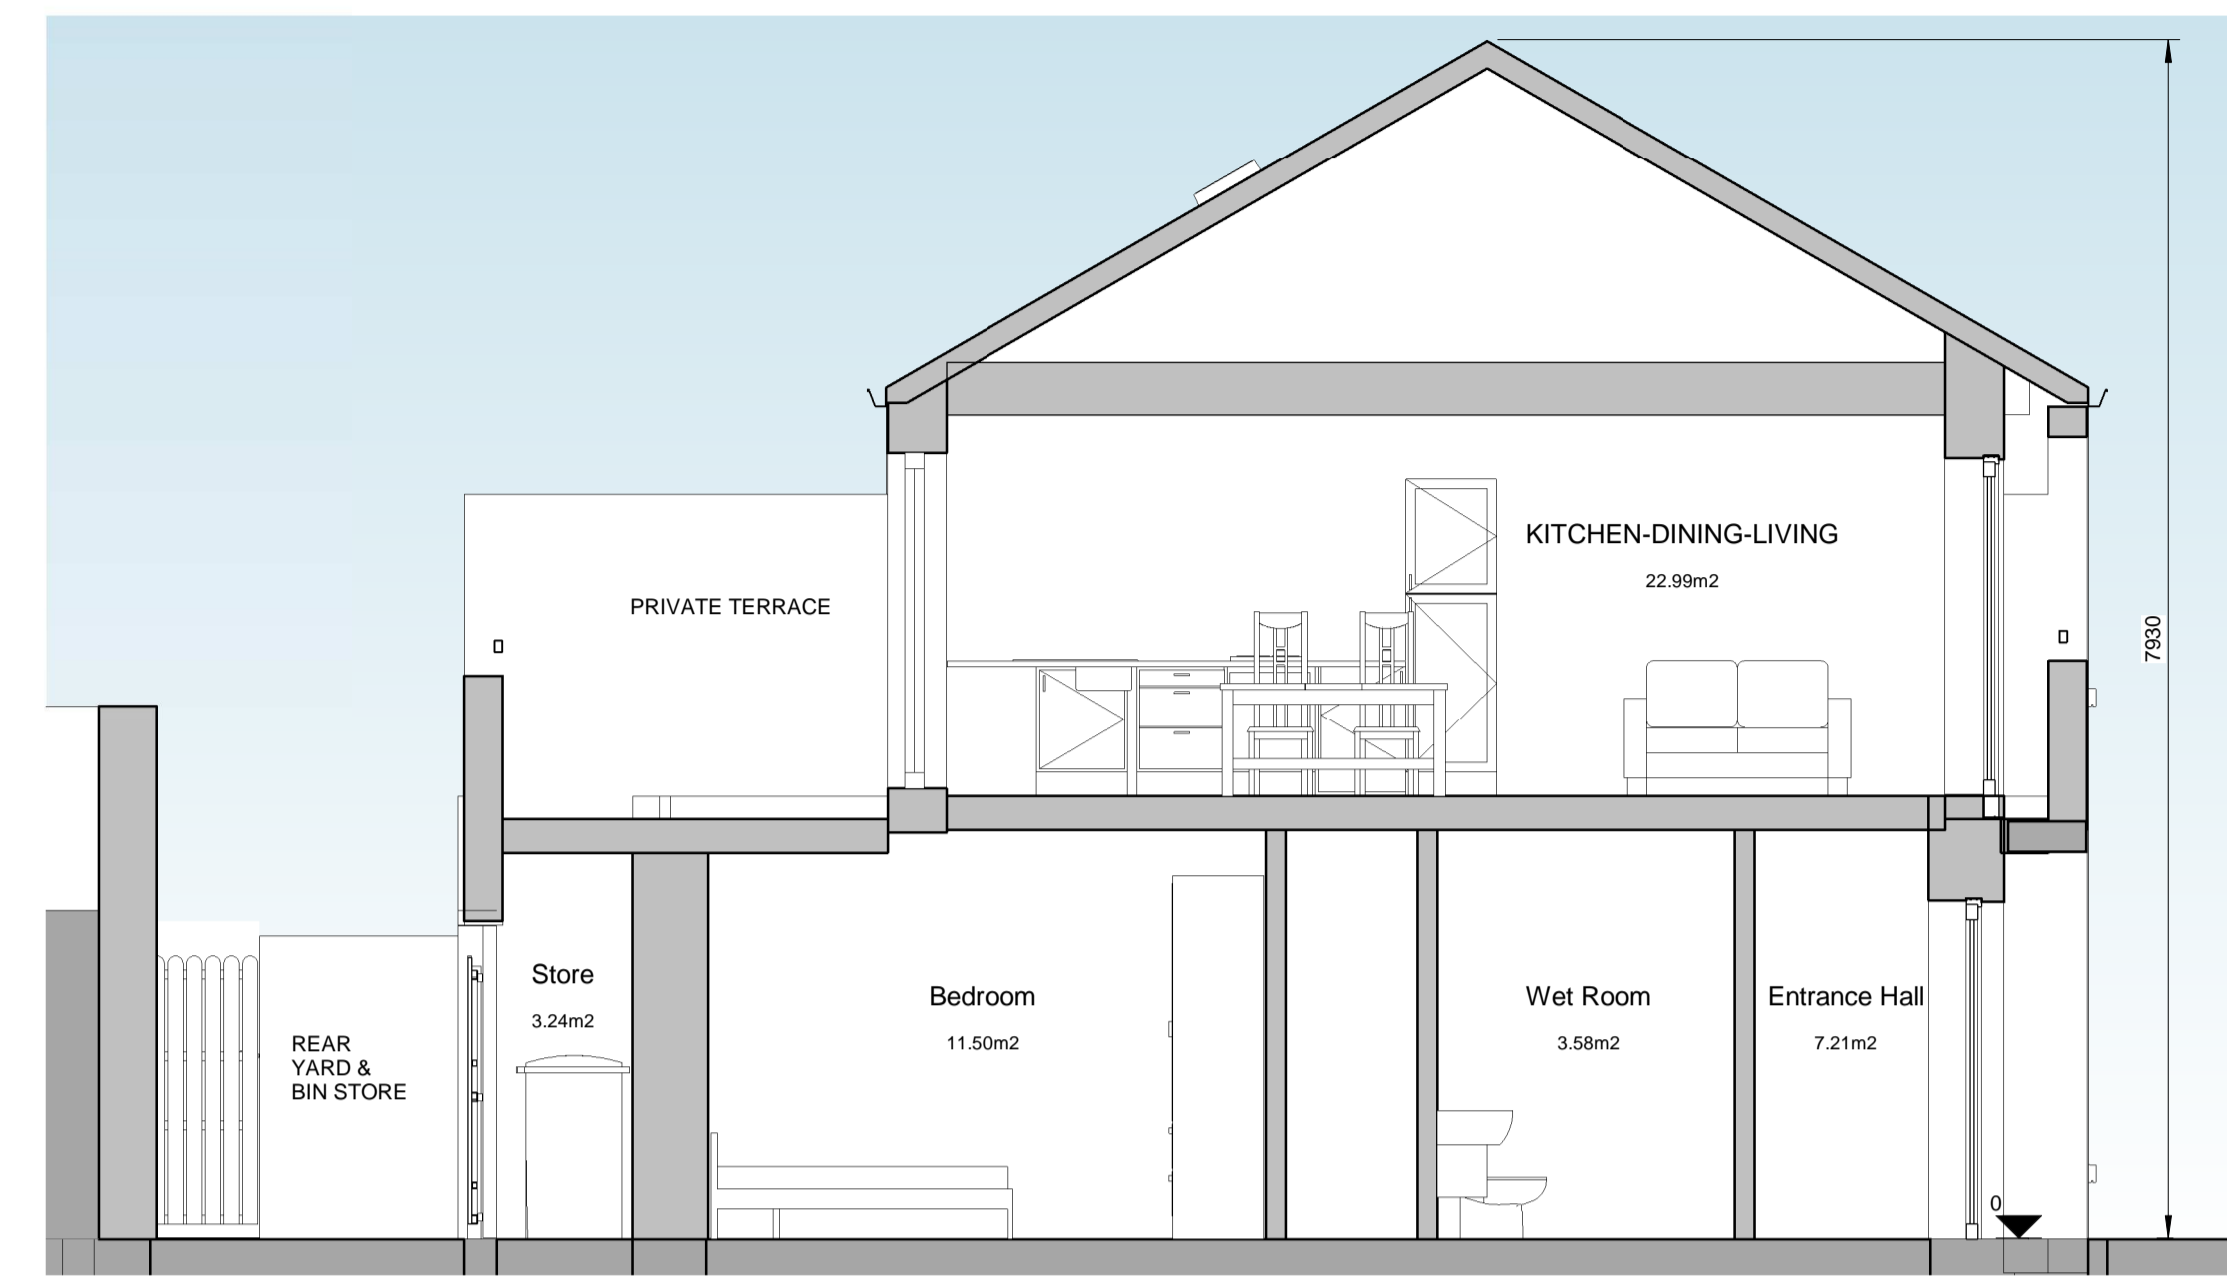 KITCHEN-DINING-LIVING
22.99m2
PRIVATE TERRACE
7930
Store
3.24m2
Bedroom
11.50m2
Wet Room
3.58m2
Entrance Hall
7.21m2
REAR
YARD &
BIN STORE
0